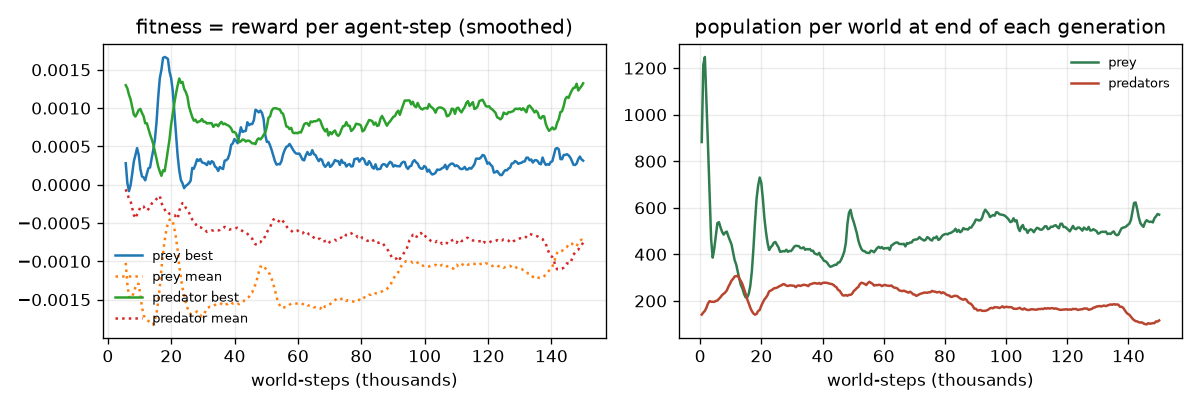 fitness = reward per agent-step (smoothed)
0.0015
0.0010
0.0005
0.0000
−0.0005
−0.0010
−0.0015
prey best
prey mean
predator best
predator mean
0 20 40 60 80 100 120 140
world-steps (thousands)
population per world at end of each generation
1200
1000
800
600
400
200
prey
predators
0 20 40 60 80 100 120 140
world-steps (thousands)